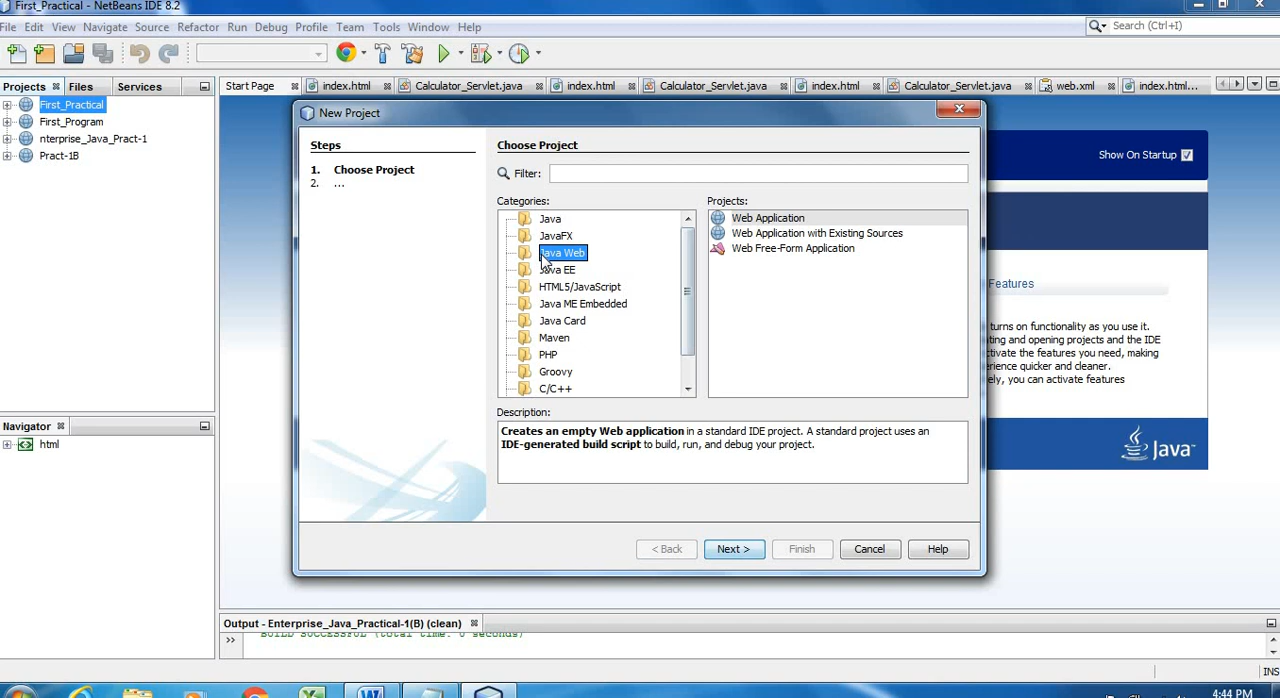 First_Practical - NetBeans IDE 8.2
File Edit View Navigate Source Refactor Run Debug Profile Team Tools Window Help
Search (Ctrl+I)
Projects Files Services
Start Page index.html Calculator_Servlet.java index.html Calculator_Servlet.java index.html Calculator_Servlet.java web.xml index.html...
First_Practical
First_Program
nterprise_Java_Pract-1
Pract-1B
Navigator
html
New Project
Steps
1. Choose Project
2. ...
Choose Project
Filter:
Categories:
Java
JavaFX
Java Web
Java EE
HTML5/JavaScript
Java ME Embedded
Java Card
Maven
PHP
Groovy
C/C++
Projects:
Web Application
Web Application with Existing Sources
Web Free-Form Application
Description:
Creates an empty Web application in a standard IDE project. A standard project uses an
IDE-generated build script to build, run, and debug your project.
< Back Next > Finish Cancel Help
Show On Startup
Features
turns on functionality as you use it.
ting and opening projects and the IDE
activate the features you need, making
erience quicker and cleaner.
ely, you can activate features
Java
Output - Enterprise_Java_Practical-1(B) (clean)
BUILD SUCCESSFUL (total time: 0 seconds)
INS
4:44 PM